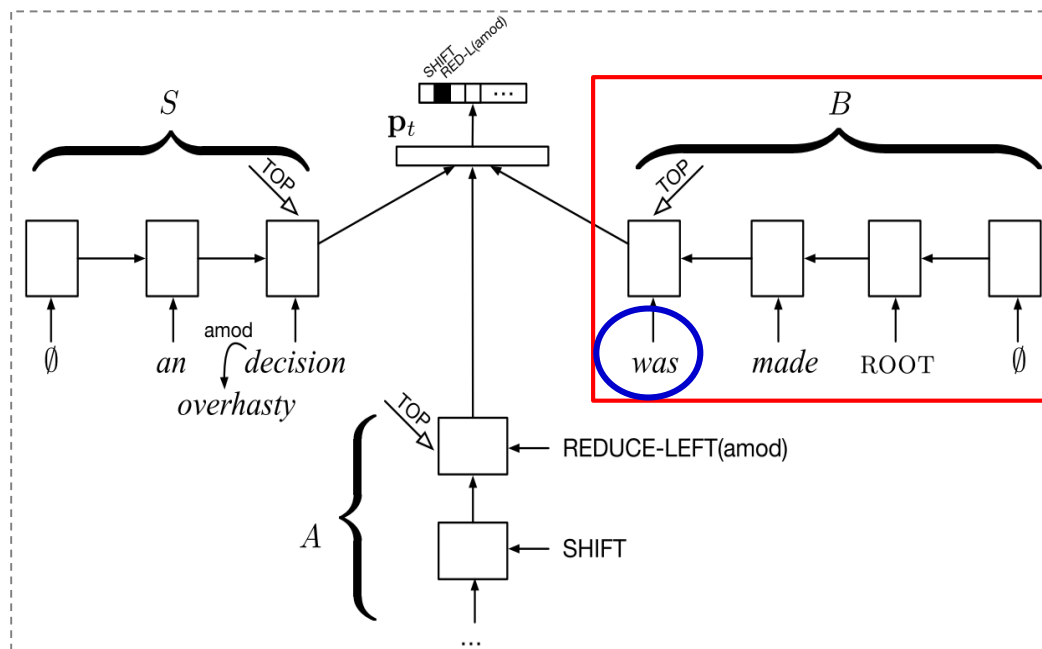 SHIFT
RED-L(amod)
...
p_t
S
B
TOP
TOP
∅ an decision was made ROOT ∅
amod
overhasty
TOP
REDUCE-LEFT(amod)
A
SHIFT
...